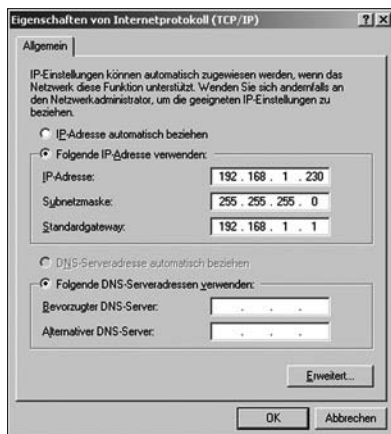 Eigenschaften von Internetprotokoll (TCP/IP)
Allgemein
IP-Einstellungen können automatisch zugewiesen werden, wenn das
Netzwerk diese Funktion unterstützt. Wenden Sie sich andernfalls an
den Netzwerkadministrator, um die geeigneten IP-Einstellungen zu
beziehen.
IP-Adresse automatisch beziehen
Folgende IP-Adresse verwenden:
IP-Adresse: 192 . 168 . 1 . 230
Subnetzmaske: 255 . 255 . 255 . 0
Standardgateway: 192 . 168 . 1 . 1
DNS-Serveradresse automatisch beziehen
Folgende DNS-Serveradressen verwenden:
Bevorzugter DNS-Server: . . .
Alternativer DNS-Server: . . .
Erweitert...
OK Abbrechen